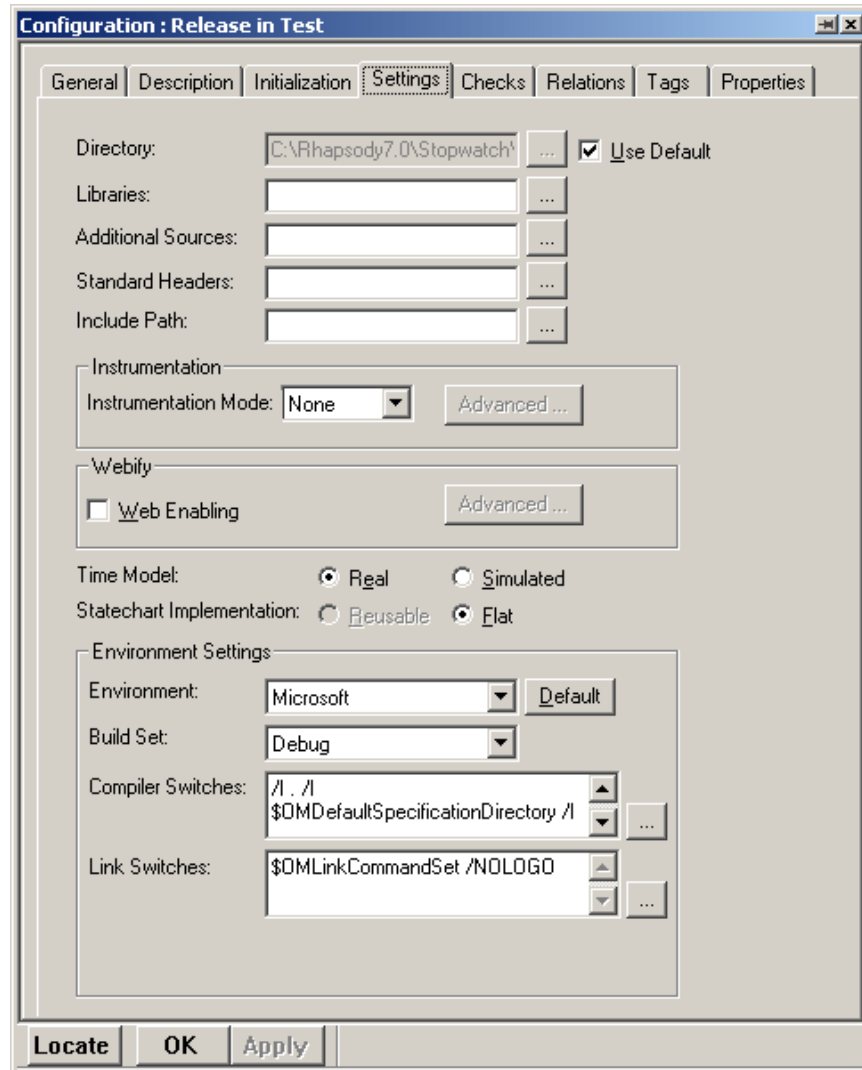 Configuration : Release in Test
General Description Initialization Settings Checks Relations Tags Properties
Directory: C:\Rhapsody7.0\Stopwatch\ ... Use Default
Libraries: ...
Additional Sources: ...
Standard Headers: ...
Include Path: ...
Instrumentation
Instrumentation Mode: None Advanced ...
Webify
Web Enabling Advanced ...
Time Model: Real Simulated
Statechart Implementation: Reusable Flat
Environment Settings
Environment: Microsoft Default
Build Set: Debug
Compiler Switches: /I . /I
$OMDefaultSpecificationDirectory /I ...
Link Switches: $OMLinkCommandSet /NOLOGO
...
Locate OK Apply